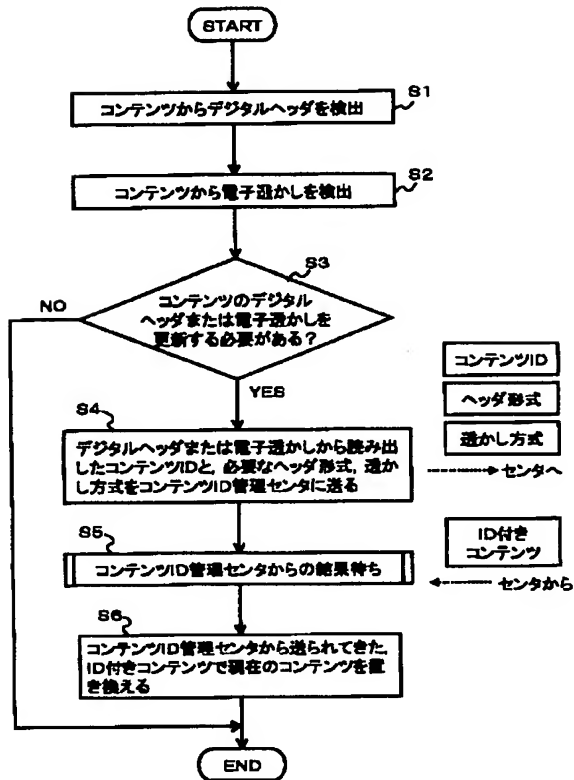 START
S1
コンテンツからデジタルヘッダを検出
S2
コンテンツから電子透かしを検出
S3
コンテンツのデジタル
ヘッダまたは電子透かしを
更新する必要がある？
NO
YES
S4
デジタルヘッダまたは電子透かしから読み出
したコンテンツIDと，必要なヘッダ形式，透か
し方式をコンテンツID管理センタに送る
コンテンツID
ヘッダ形式
透かし方式
センタへ
S5
コンテンツID管理センタからの結果待ち
ID付き
コンテンツ
センタから
S6
コンテンツID管理センタから送られてきた，
ID付きコンテンツで現在のコンテンツを置
き換える
END